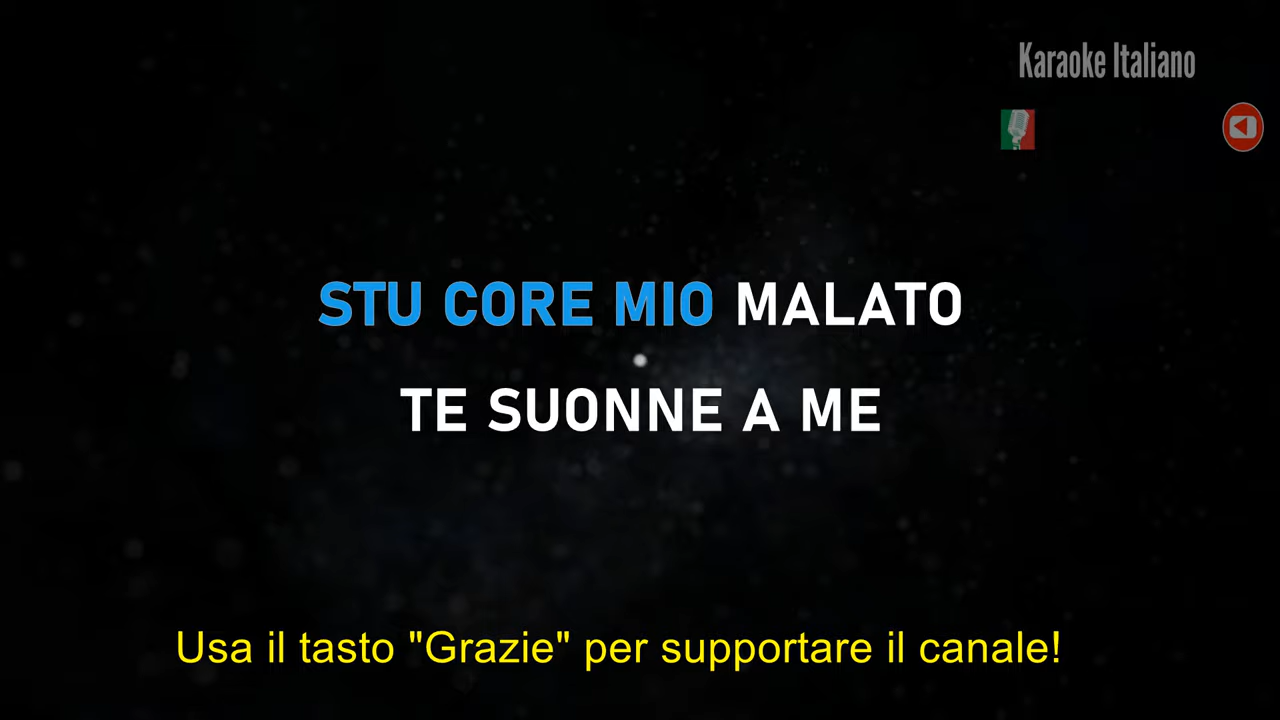 Karaoke Italiano
STU CORE MIO MALATO
TE SUONNE A ME
Usa il tasto "Grazie" per supportare il canale!